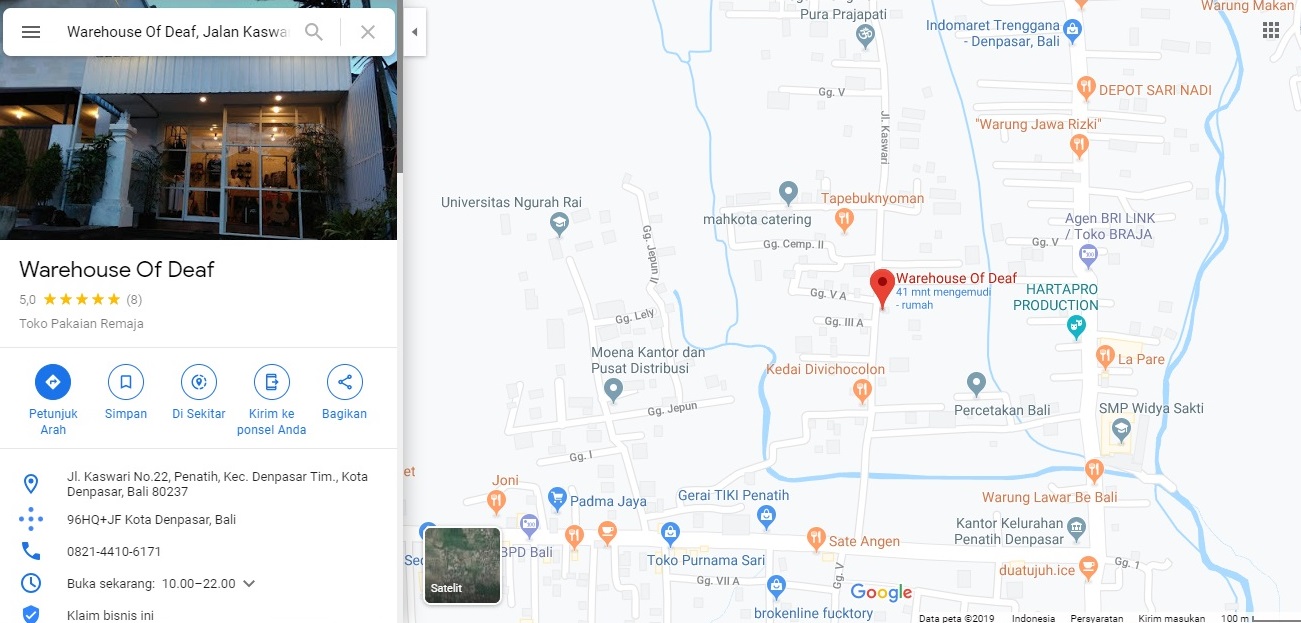 Warehouse Of Deaf, Jalan Kaswa
Warehouse Of Deaf
5,0 (8)
Toko Pakaian Remaja
Petunjuk
Arah
Simpan
Di Sekitar
Kirim ke
ponsel Anda
Bagikan
Jl. Kaswari No.22, Penatih, Kec. Denpasar Tim., Kota
Denpasar, Bali 80237
96HQ+JF Kota Denpasar, Bali
0821-4410-6171
Buka sekarang: 10.00–22.00
Klaim bisnis ini
Pura Prajapati
Indomaret Trenggana
- Denpasar, Bali
Warung Makan
Gg. V
DEPOT SARI NADI
"Warung Jawa Rizki"
Jl. Kaswari
Universitas Ngurah Rai
mahkota catering
Tapebuknyoman
Agen BRI LINK
/ Toko BRAJA
Gg. Cemp. II
Gg. V
Gg. Jepun II
Warehouse Of Deaf
41 mnt mengemudi
- rumah
HARTAPRO
PRODUCTION
Gg. V A
Gg. III A
Gg. Lely
Moena Kantor dan
Pusat Distribusi
Kedai Divichocolon
La Pare
Gg. Jepun
Percetakan Bali
SMP Widya Sakti
Gg. I
et
Joni
Padma Jaya
Gerai TIKI Penatih
Warung Lawar Be Bali
Kantor Kelurahan
Penatih Denpasar
BPD Bali
Sec
Toko Purnama Sari
Sate Angen
Gg. V
Gg. VII A
duatujuh.ice
Gg. 1
Satelit
brokenline fucktory
Google
Data peta ©2019 Indonesia Persyaratan Kirim masukan 100 m